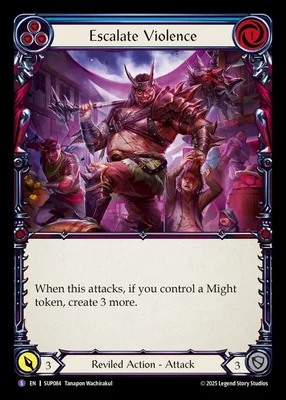 Escalate Violence
When this attacks, if you control a Might
token, create 3 more.
3
Reviled Action - Attack
3
S EN | SUP084 Tanapon Wachirakul
© 2025 Legend Story Studios